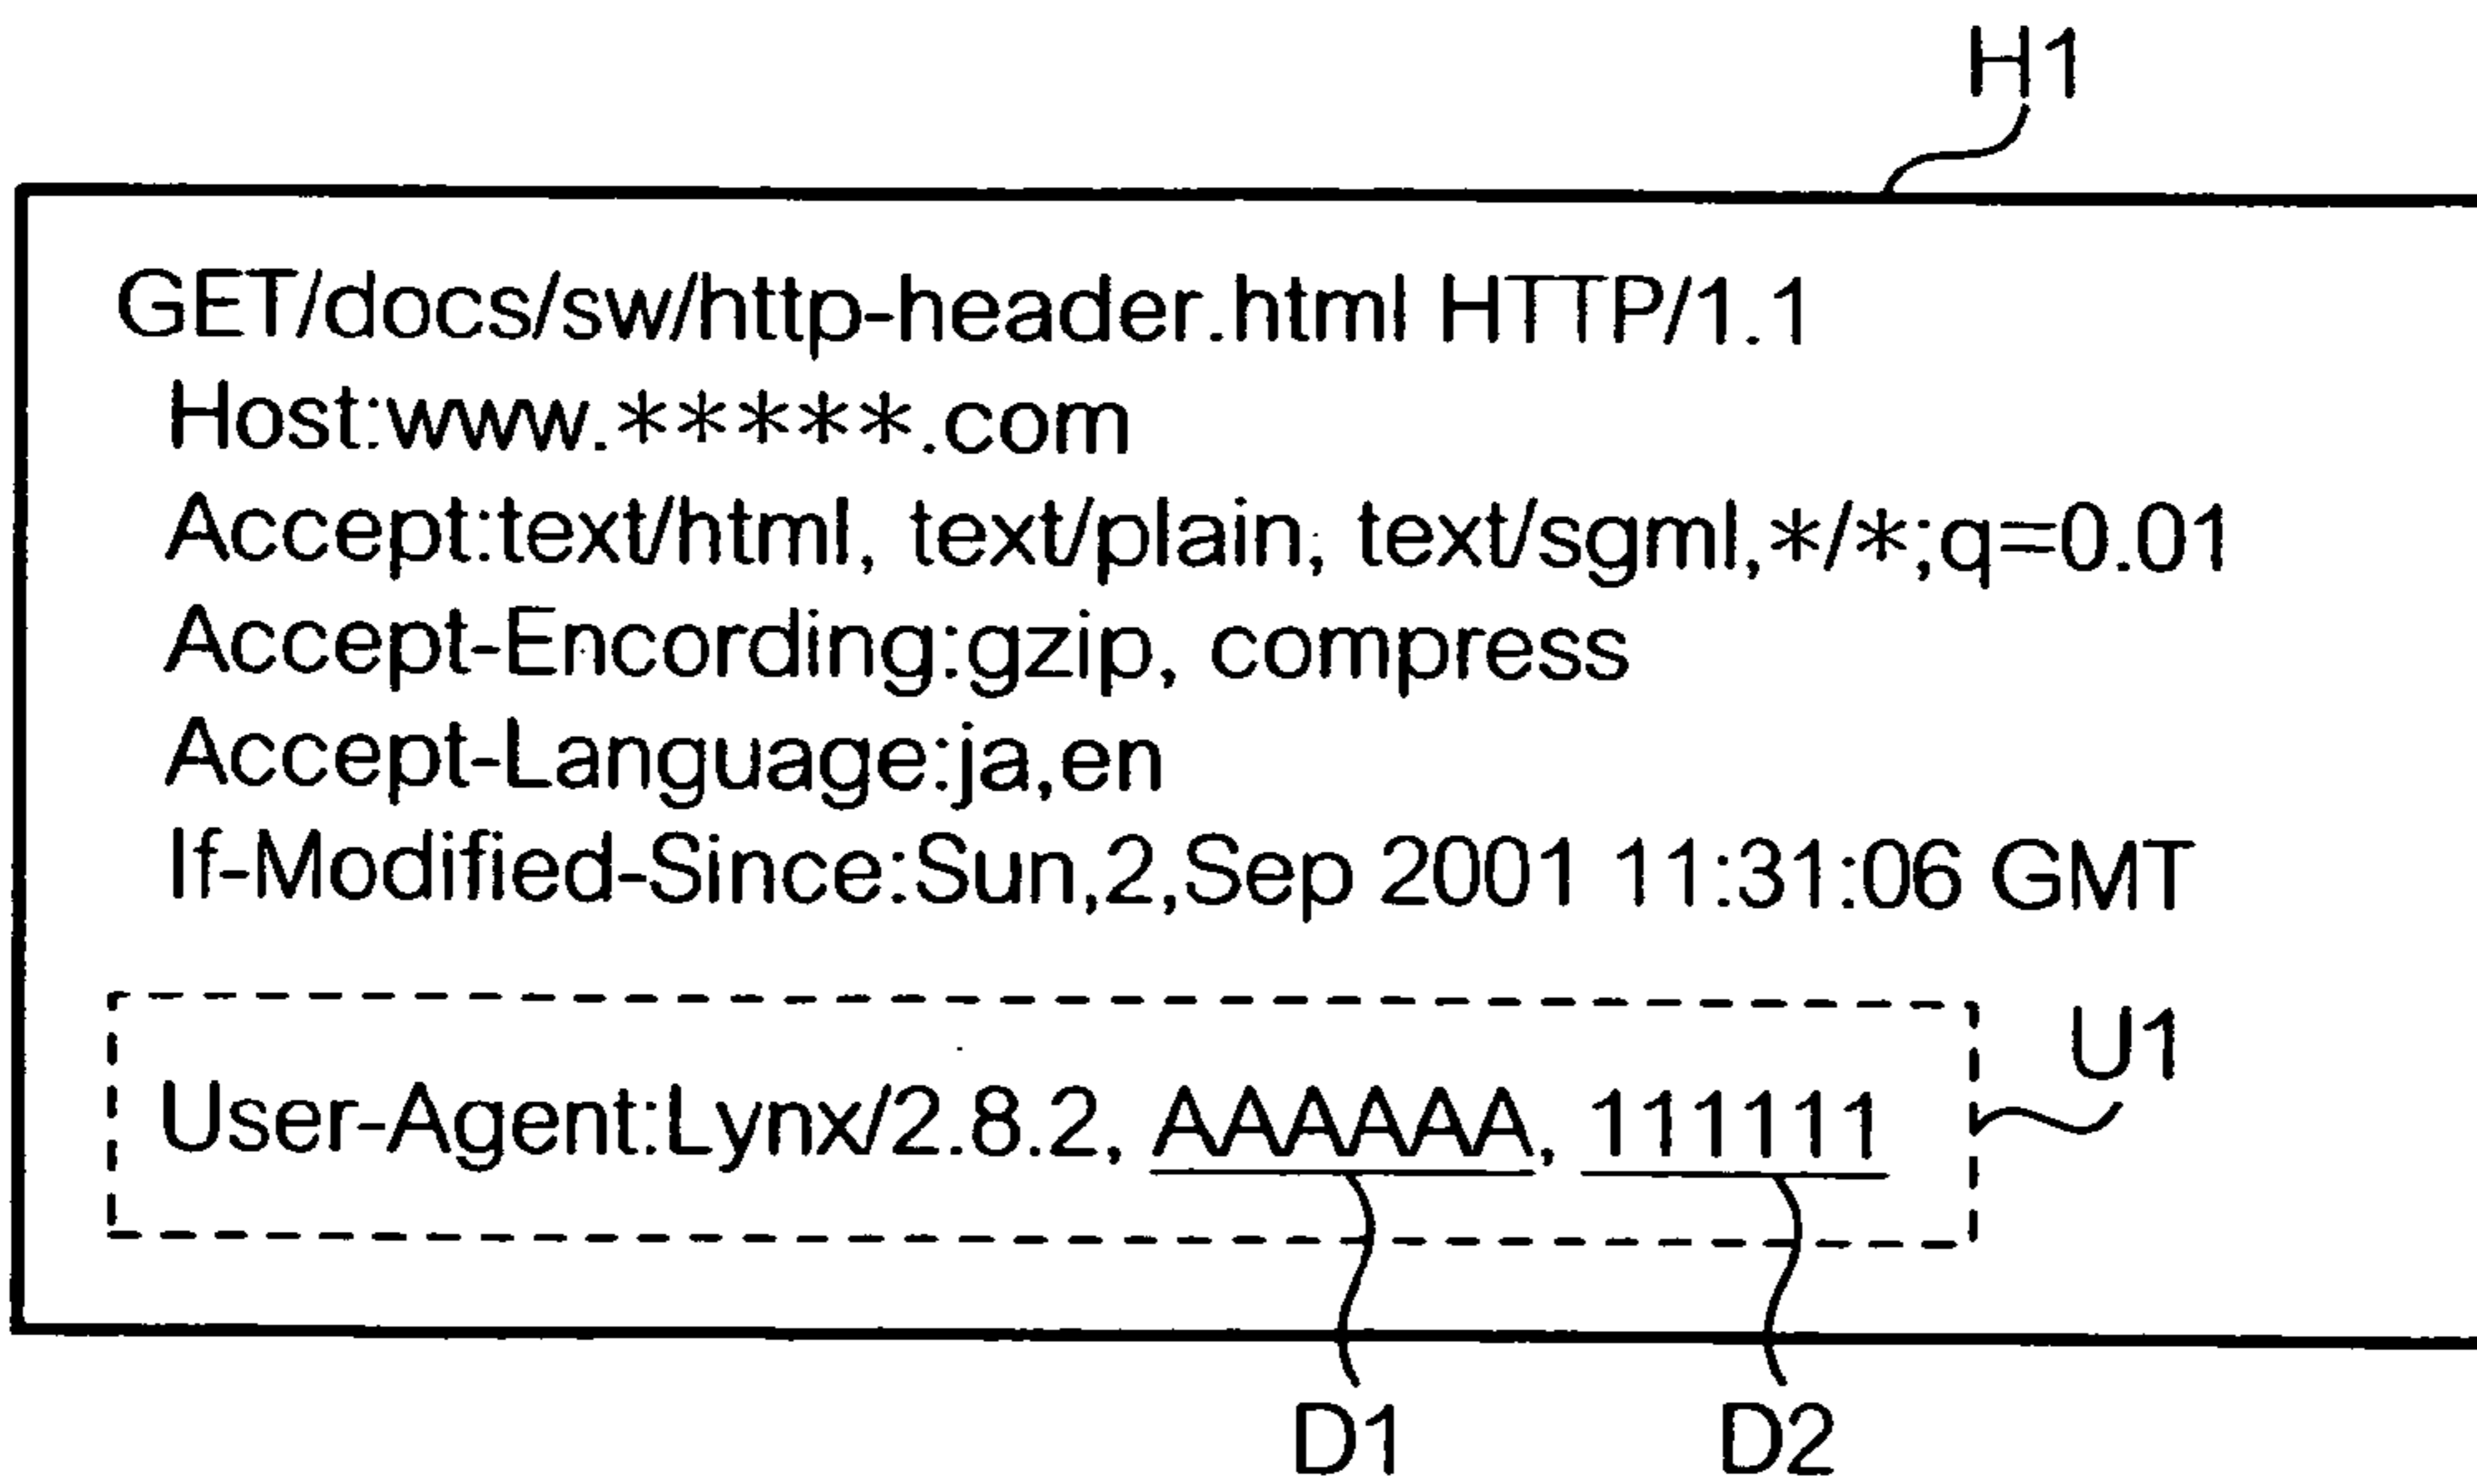 H1
GET/docs/sw/http-header.html HTTP/1.1
Host:www.*****.com
Accept:text/html, text/plain, text/sgml,*/*;q=0.01
Accept-Encording:gzip, compress
Accept-Language:ja,en
If-Modified-Since:Sun,2,Sep 2001 11:31:06 GMT
U1
User-Agent:Lynx/2.8.2, AAAAAA, 111111
D1 D2